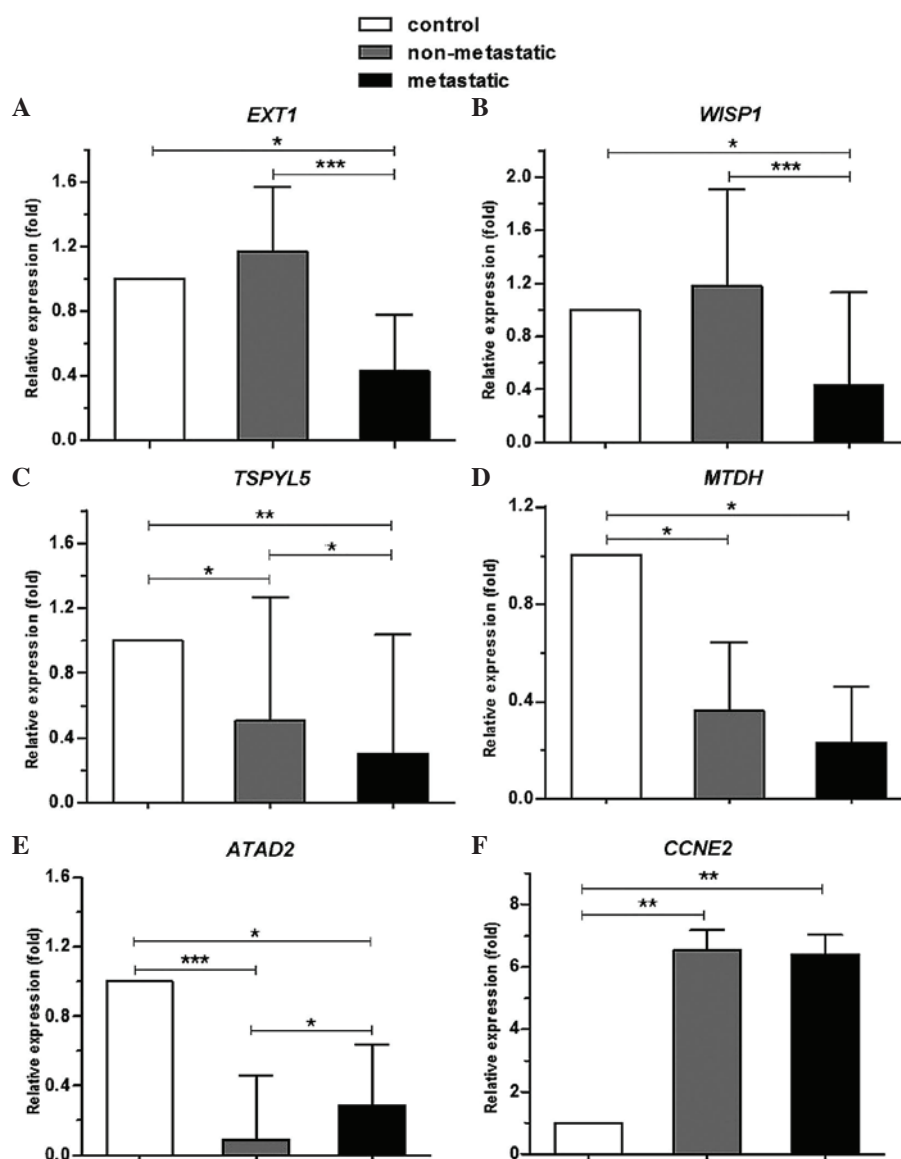 control
non-metastatic
metastatic
A
EXT1
*
***
Relative expression (fold)
1.6
1.2
0.8
0.4
0.0
B
WISP1
*
***
Relative expression (fold)
2.0
1.6
1.2
0.8
0.4
0.0
C
TSPYL5
**
*
*
Relative expression (fold)
1.6
1.2
0.8
0.4
0.0
D
MTDH
*
*
Relative expression (fold)
1.2
0.8
0.4
0.0
E
ATAD2
*
***
*
Relative expression (fold)
1.6
1.2
0.8
0.4
0.0
F
CCNE2
**
**
Relative expression (fold)
8
6
4
2
0